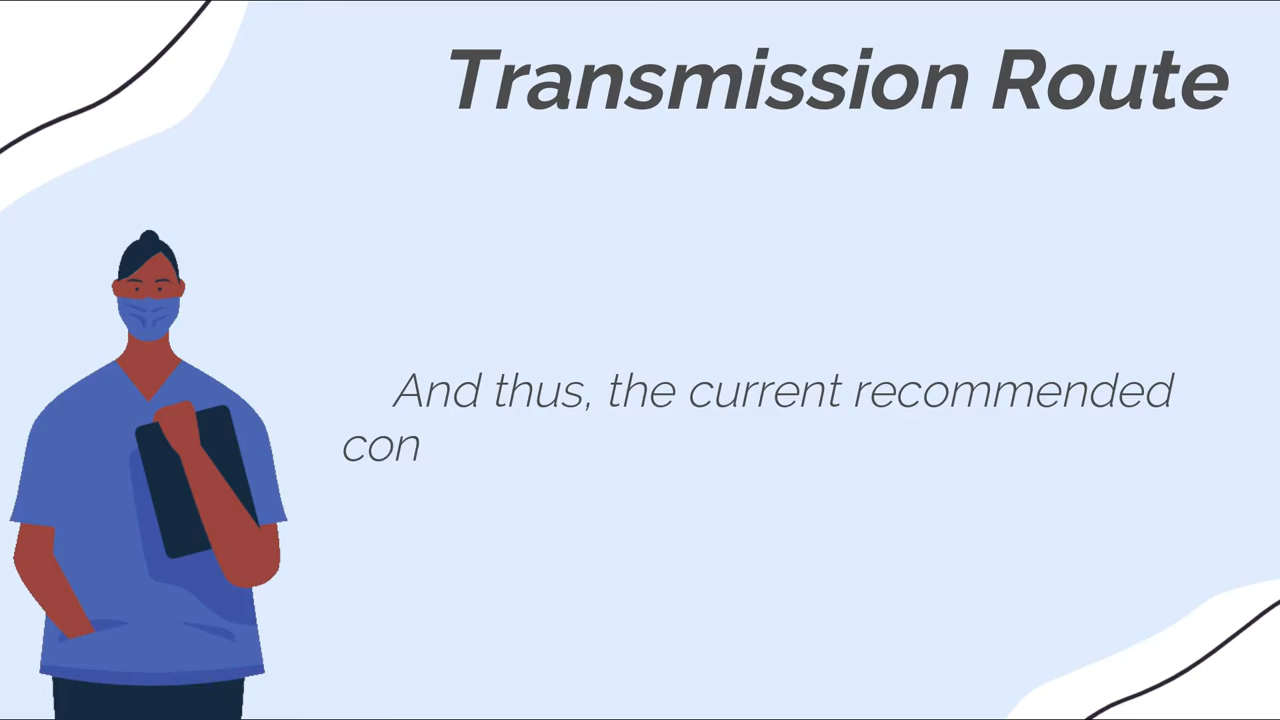 Transmission Route
And thus, the current recommended
con